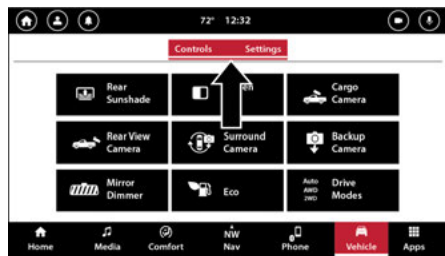 72° 12:32
Controls Settings
Rear
Sunshade
Cargo
Camera
Rear View
Camera
Surround
Camera
Backup
Camera
Mirror
Dimmer
Eco
Auto
AWD
2WD
Drive
Modes
NW
Home Media Comfort Nav Phone Vehicle Apps